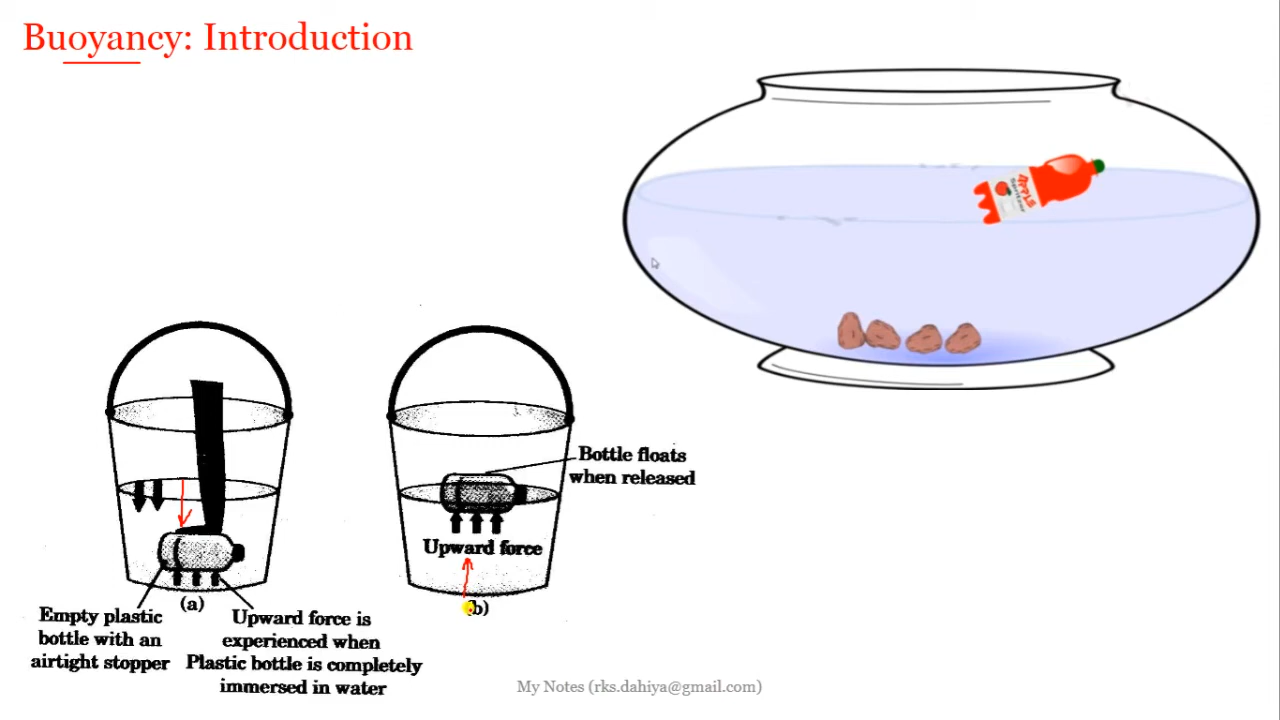 Buoyancy: Introduction
APPLE
Bottle floats
when released
Upward force
(a)
(b)
Empty plastic
bottle with an
airtight stopper
Upward force is
experienced when
Plastic bottle is completely
immersed in water
My Notes (rks.dahiya@gmail.com)